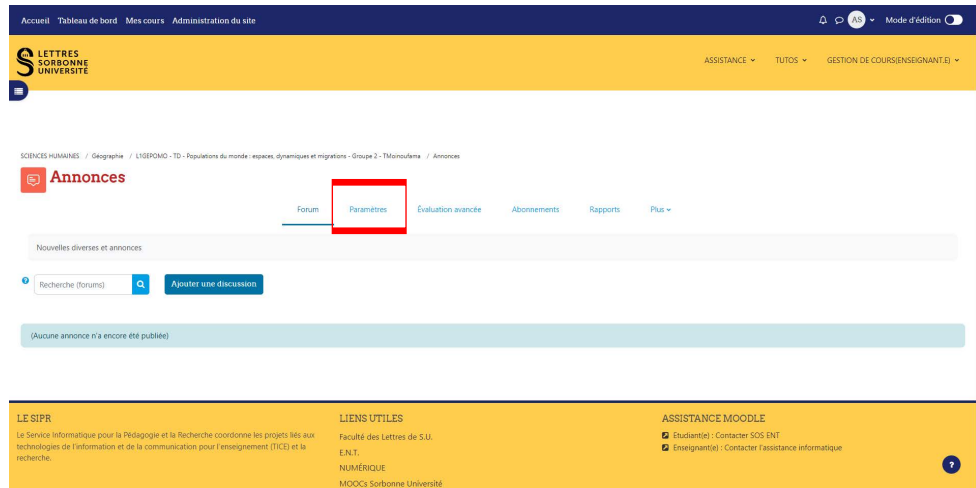 Accueil Tableau de bord Mes cours Administration du site
AS Mode d'édition
LETTRES
SORBONNE
UNIVERSITÉ
ASSISTANCE TUTOS GESTION DE COURS(ENSEIGNANT.E)
SCIENCES HUMAINES / Géographie / L1GEPOMO - TD - Populations du monde : espaces, dynamiques et migrations - Groupe 2 - TMoinoufama / Annonces
Annonces
Forum Paramètres Évaluation avancée Abonnements Rapports Plus
Nouvelles diverses et annonces
Recherche (forums) Ajouter une discussion
(Aucune annonce n'a encore été publiée)
LE SIPR
Le Service Informatique pour la Pédagogie et la Recherche coordonne les projets liés aux
technologies de l'information et de la communication pour l'enseignement (TICE) et la
recherche.
LIENS UTILES
Faculté des Lettres de S.U.
E.N.T.
NUMÉRIQUE
MOOCs Sorbonne Université
ASSISTANCE MOODLE
Etudiant(e) : Contacter SOS ENT
Enseignant(e) : Contacter l'assistance informatique
?